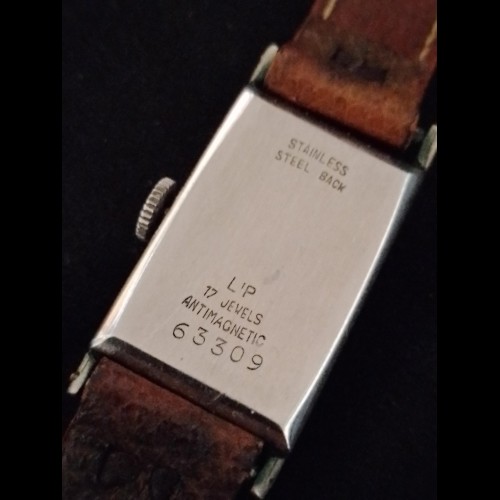 STAINLESS
STEEL BACK
LIP
17 JEWELS
ANTIMAGNETIC
63309